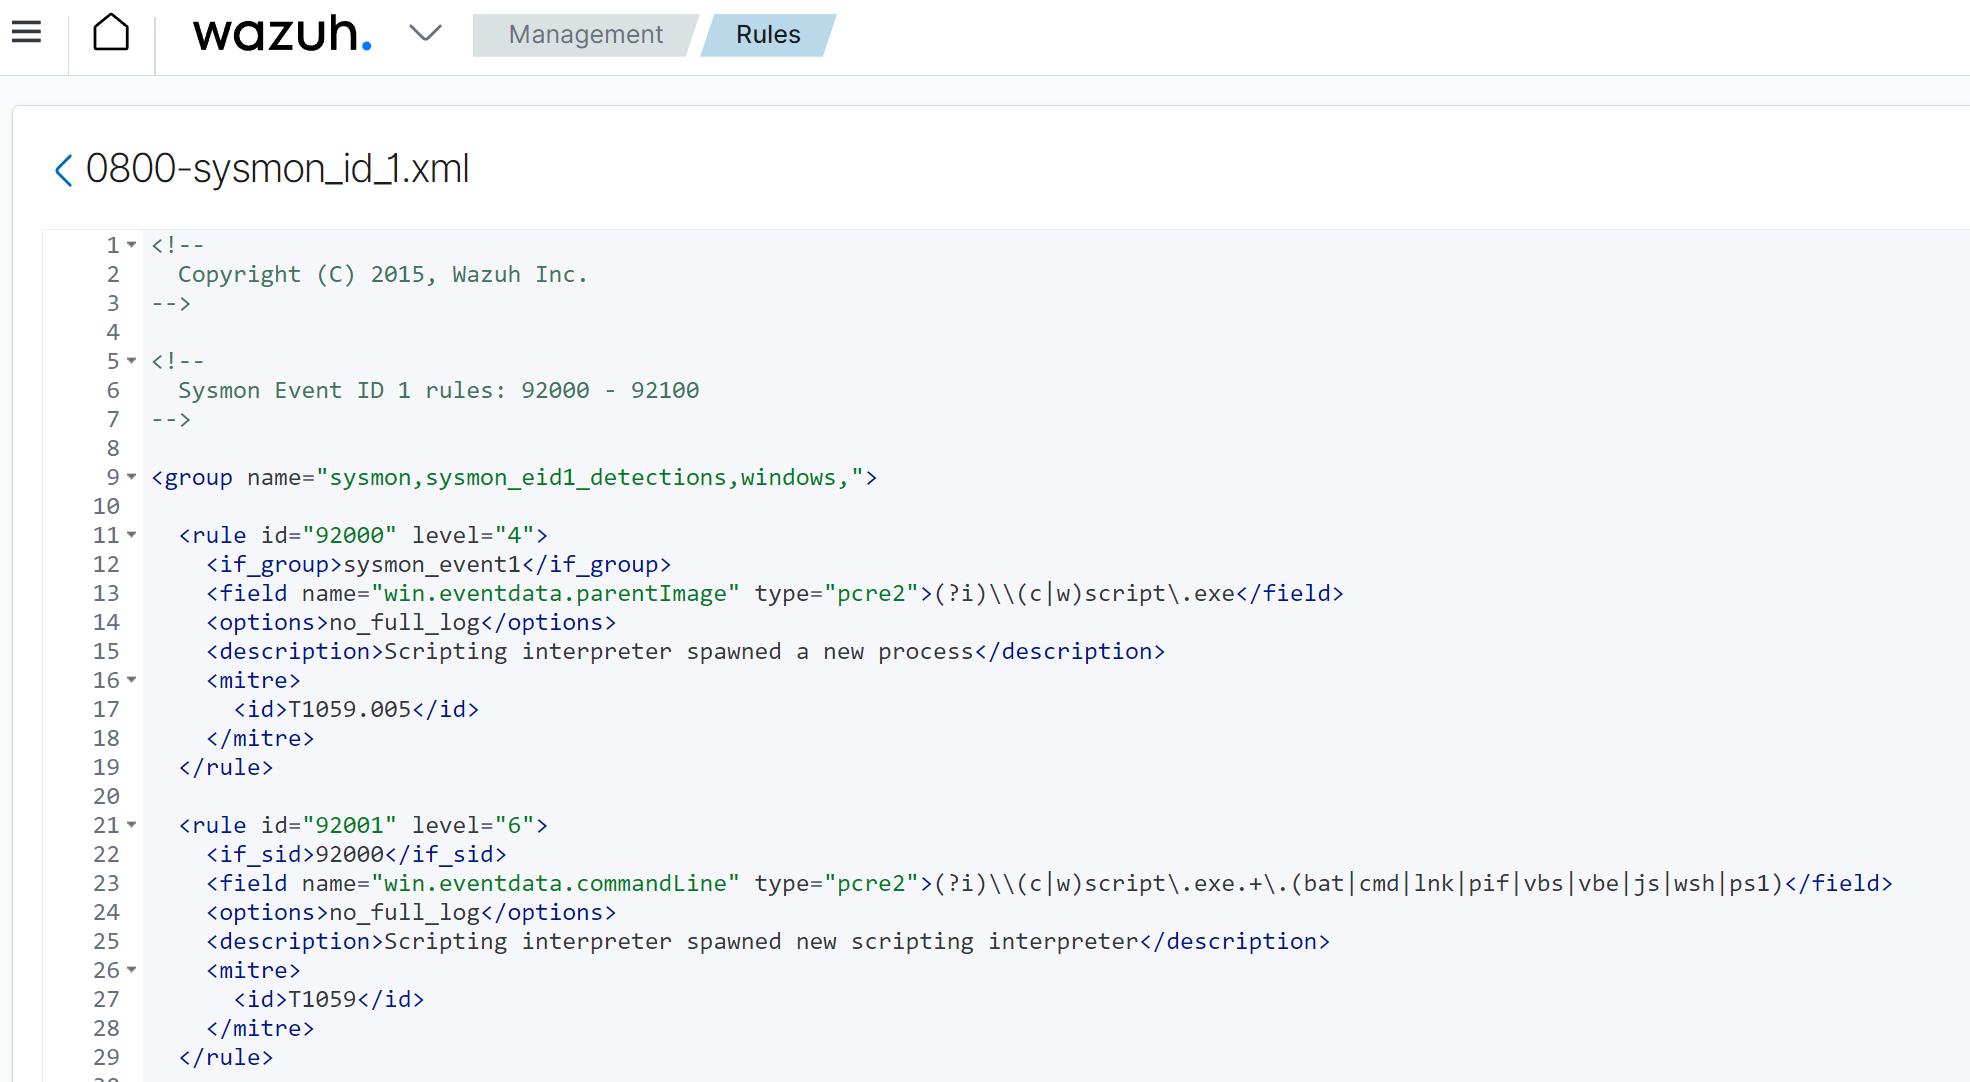 wazuh. Management Rules
0800-sysmon_id_1.xml
1 <!--
2 Copyright (C) 2015, Wazuh Inc.
3 -->
4
5 <!--
6 Sysmon Event ID 1 rules: 92000 - 92100
7 -->
8
9 <group name="sysmon,sysmon_eid1_detections,windows,">
10
11 <rule id="92000" level="4">
12 <if_group>sysmon_event1</if_group>
13 <field name="win.eventdata.parentImage" type="pcre2">(?i)\\(c|w)script\.exe</field>
14 <options>no_full_log</options>
15 <description>Scripting interpreter spawned a new process</description>
16 <mitre>
17 <id>T1059.005</id>
18 </mitre>
19 </rule>
20
21 <rule id="92001" level="6">
22 <if_sid>92000</if_sid>
23 <field name="win.eventdata.commandLine" type="pcre2">(?i)\\(c|w)script\.exe.+\.(bat|cmd|lnk|pif|vbs|vbe|js|wsh|ps1)</field>
24 <options>no_full_log</options>
25 <description>Scripting interpreter spawned new scripting interpreter</description>
26 <mitre>
27 <id>T1059</id>
28 </mitre>
29 </rule>